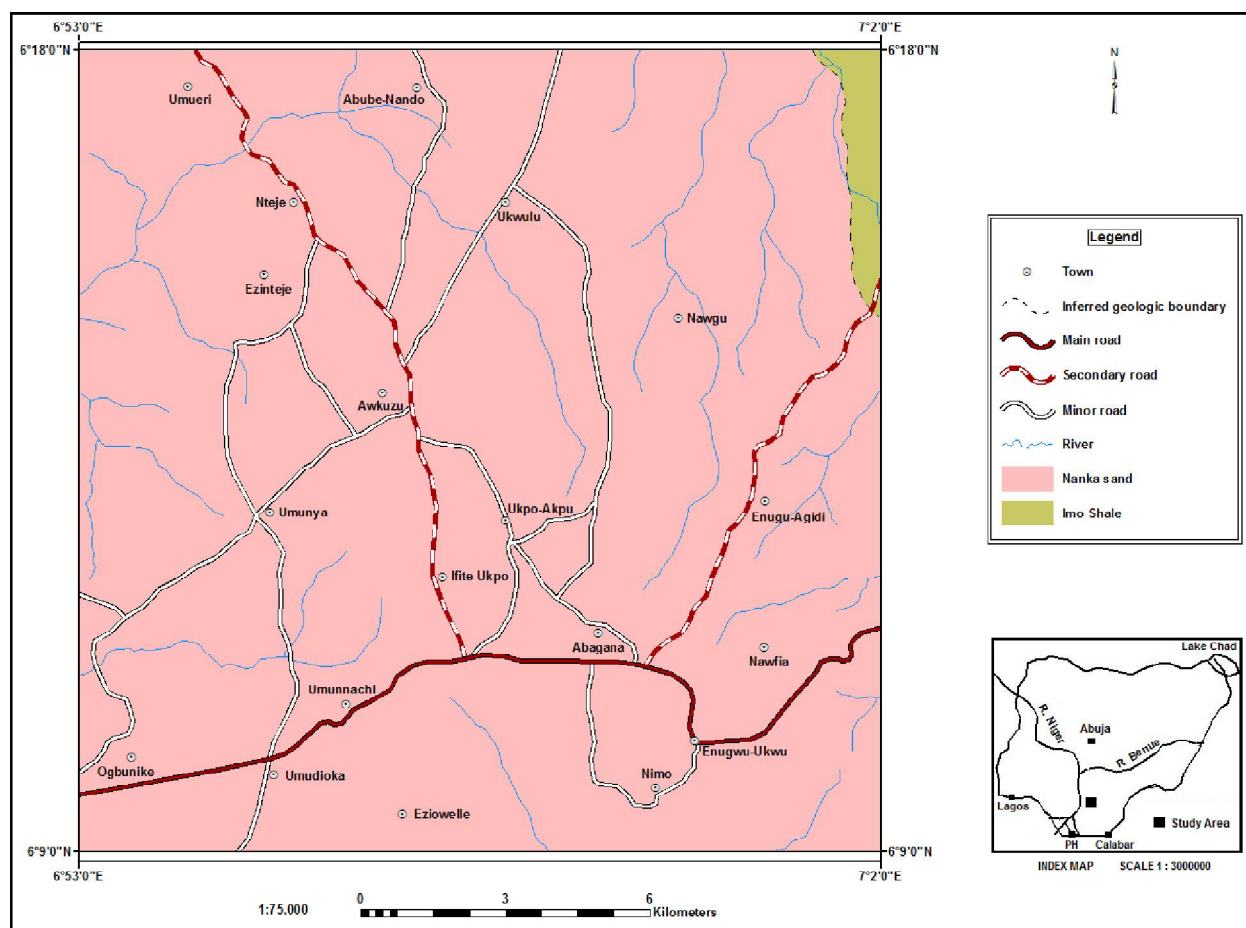 6°53'0"E 7°2'0"E
6°18'0"N 6°18'0"N
N
Umueri
Abube-Nando
Nteje
Ukwulu
Ezinteje
Nawgu
Awkuzu
Umunya
Ukpo-Akpu
Enugu-Agidi
Ifite Ukpo
Abagana
Nawfia
Umunnachi
Enugwu-Ukwu
Ogbunike
Umudioka
Nimo
Eziowelle
6°9'0"N 6°9'0"N
6°53'0"E 7°2'0"E
1:75.000
0 3 6
Kilometers
Legend
Town
Inferred geologic boundary
Main road
Secondary road
Minor road
River
Nanka sand
Imo Shale
Lake Chad
R. Niger
Abuja
R. Benue
Lagos
Study Area
PH Calabar
INDEX MAP SCALE 1 : 3000000